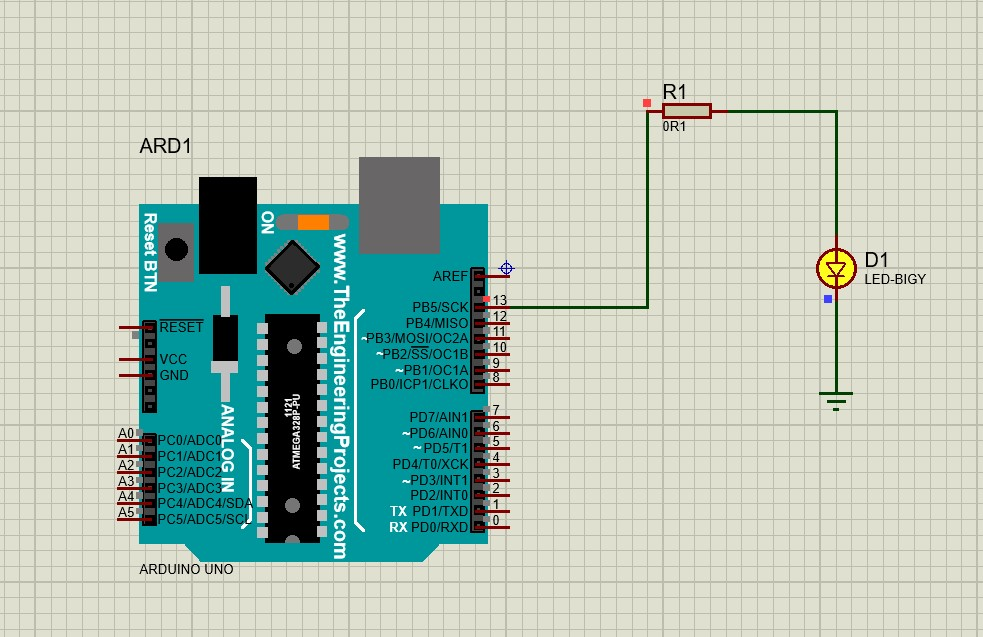 R1
0R1
ARD1
Reset BTN
ON
www.TheEngineeringProjects.com
D1
LED-BIGY
AREF
PB5/SCK 13
PB4/MISO 12
~PB3/MOSI/OC2A 11
~PB2/SS/OC1B 10
~PB1/OC1A 9
PB0/ICP1/CLKO 8
RESET
VCC
GND
1121
ATMEGA328P-PU
ANALOG IN
A0 PC0/ADC0
A1 PC1/ADC1
A2 PC2/ADC2
A3 PC3/ADC3
A4 PC4/ADC4/SDA
A5 PC5/ADC5/SCL
PD7/AIN1 7
~PD6/AIN0 6
~PD5/T1 5
PD4/T0/XCK 4
~PD3/INT1 3
PD2/INT0 2
TX PD1/TXD 1
RX PD0/RXD 0
ARDUINO UNO